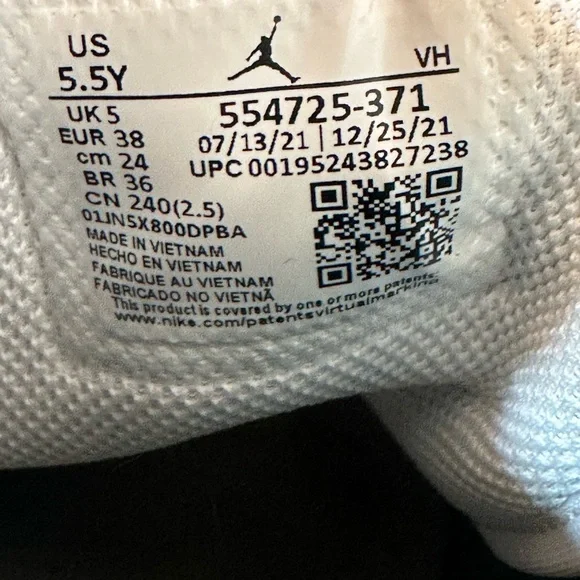 US
5.5Y
VH
UK 5
EUR 38
cm 24
BR 36
CN 240(2.5)
01JN5X800DPBA
554725-371
07/13/21 | 12/25/21
UPC 00195243827238
MADE IN VIETNAM
HECHO EN VIETNAM
FABRIQUE AU VIETNAM
FABRICADO NO VIETNÃ
This product is covered by one or more patents
www.nike.com/patentsvirtualmarking